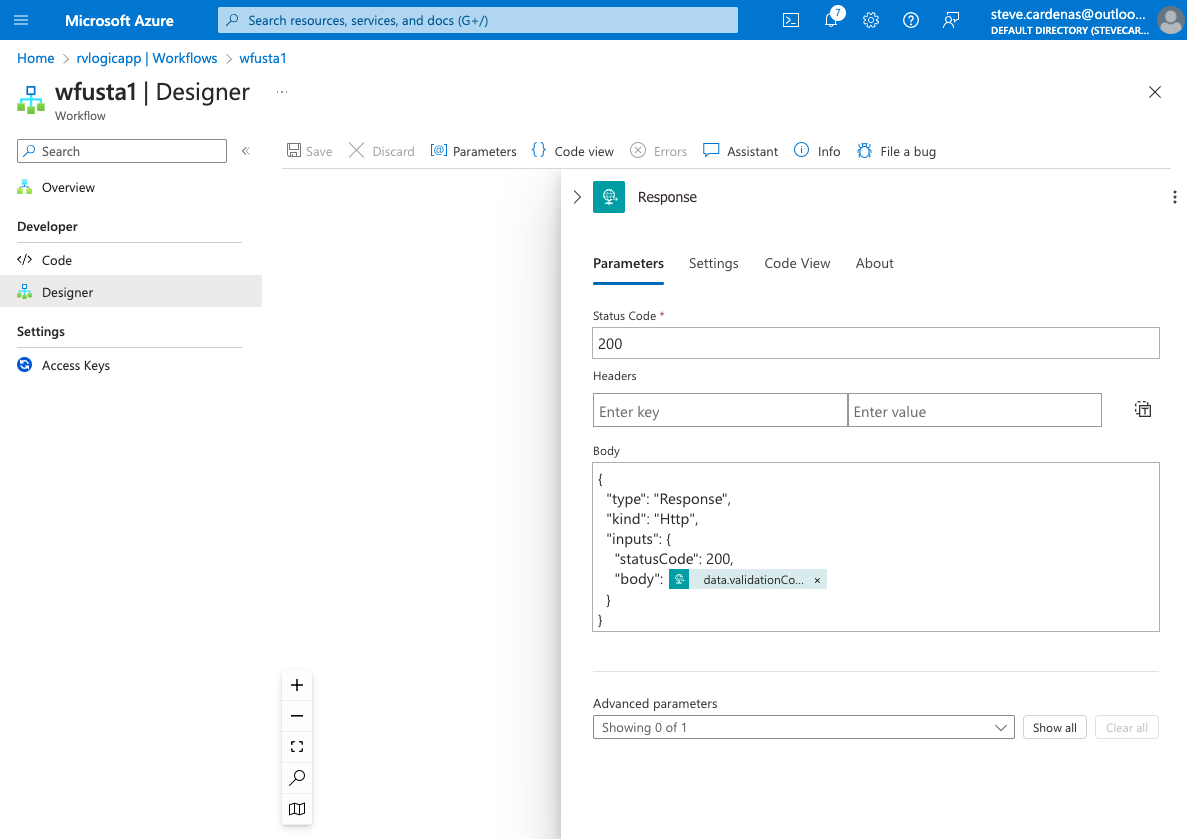 Microsoft Azure
Search resources, services, and docs (G+/)
7
steve.cardenas@outloo...
DEFAULT DIRECTORY (STEVECAR...
Home > rvlogicapp | Workflows > wfusta1
wfusta1 | Designer ...
Workflow
Search
«
Save
Discard
Parameters
Code view
Errors
Assistant
Info
File a bug
Overview
Developer
Code
Designer
Settings
Access Keys
Response
Parameters
Settings
Code View
About
Status Code *
200
Headers
Enter key
Enter value
Body
{
"type": "Response",
"kind": "Http",
"inputs": {
"statusCode": 200,
"body": data.validationCo... ×
}
}
Advanced parameters
Showing 0 of 1
Show all
Clear all